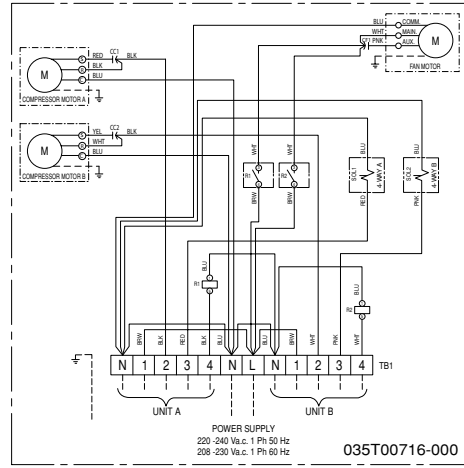 BLU COMM.
WHT MAIN.
CF1 PNK AUX.
M
FAN MOTOR
RED CC1 BLK
S
M R BLK
C BLU
COMPRESSOR MOTOR A
YEL CC2 BLK
S
M R WHT
C BLU
COMPRESSOR MOTOR B
WHT WHT BLU BLU
R1 R2 SOL1 4-WAY A SOL2 4-WAY B
BRW BRW RED PNK
BLU
R1
BLU
R2
BRW BLK RED BLK BLU BLU BLU BRW WHT PNK WHT
N 1 2 3 4 N L N 1 2 3 4 TB1
UNIT A UNIT B
POWER SUPPLY
220 -240 Va.c. 1 Ph 50 Hz
208 -230 Va.c. 1 Ph 60 Hz
035T00716-000